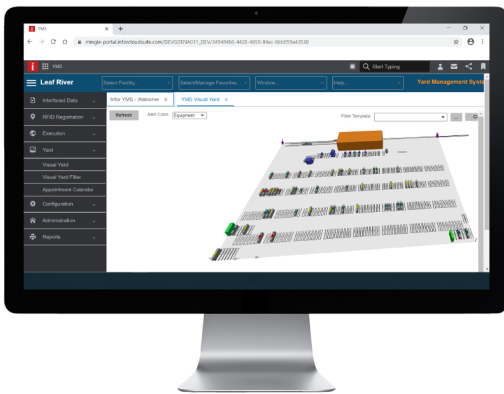 YMS
mingle-portal.inforcloudsuite.com/
YMS
Start Typing
Leaf River
Select Facility...
Select/Manage Favorites...
Window...
Help...
Yard Management Syste
Interfaced Data
Infor YMS - Welcome
YMS Visual Yard
RFID Registration
Refresh
Alert Color:
Equipment
Filter Template:
...
Execution
Yard
Visual Yard
Visual Yard Filter
Appointment Calendar
Configuration
Administration
Reports